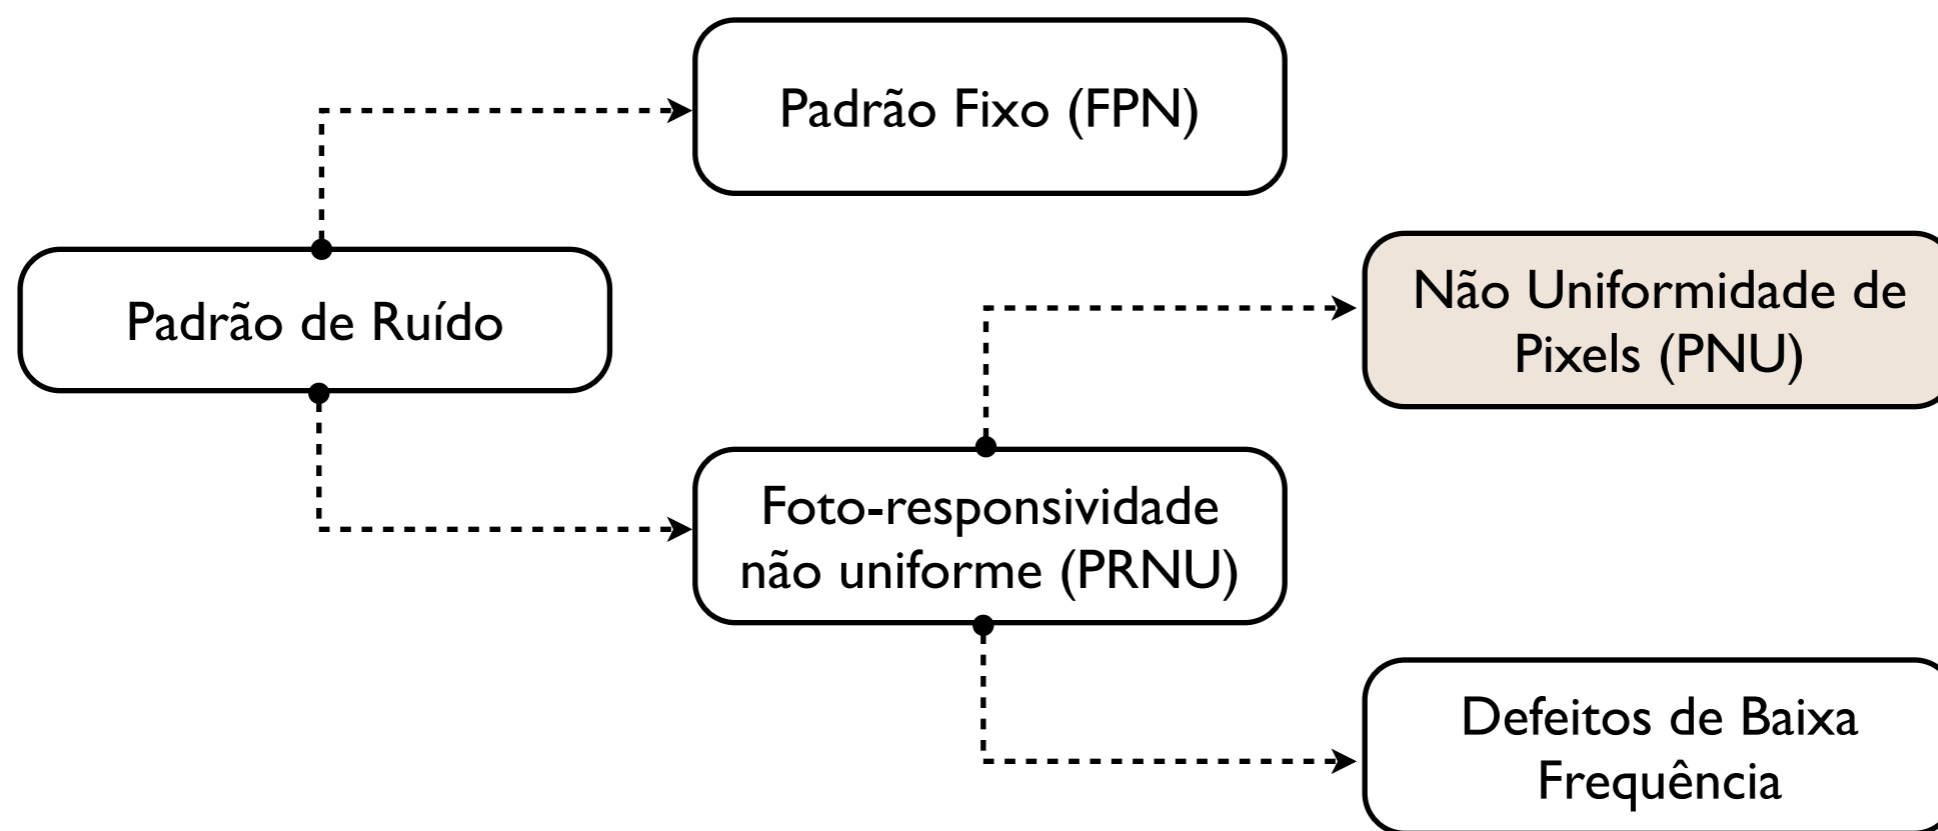 Padrão Fixo (FPN)
Padrão de Ruído
Não Uniformidade de
Pixels (PNU)
Foto-responsividade
não uniforme (PRNU)
Defeitos de Baixa
Frequência